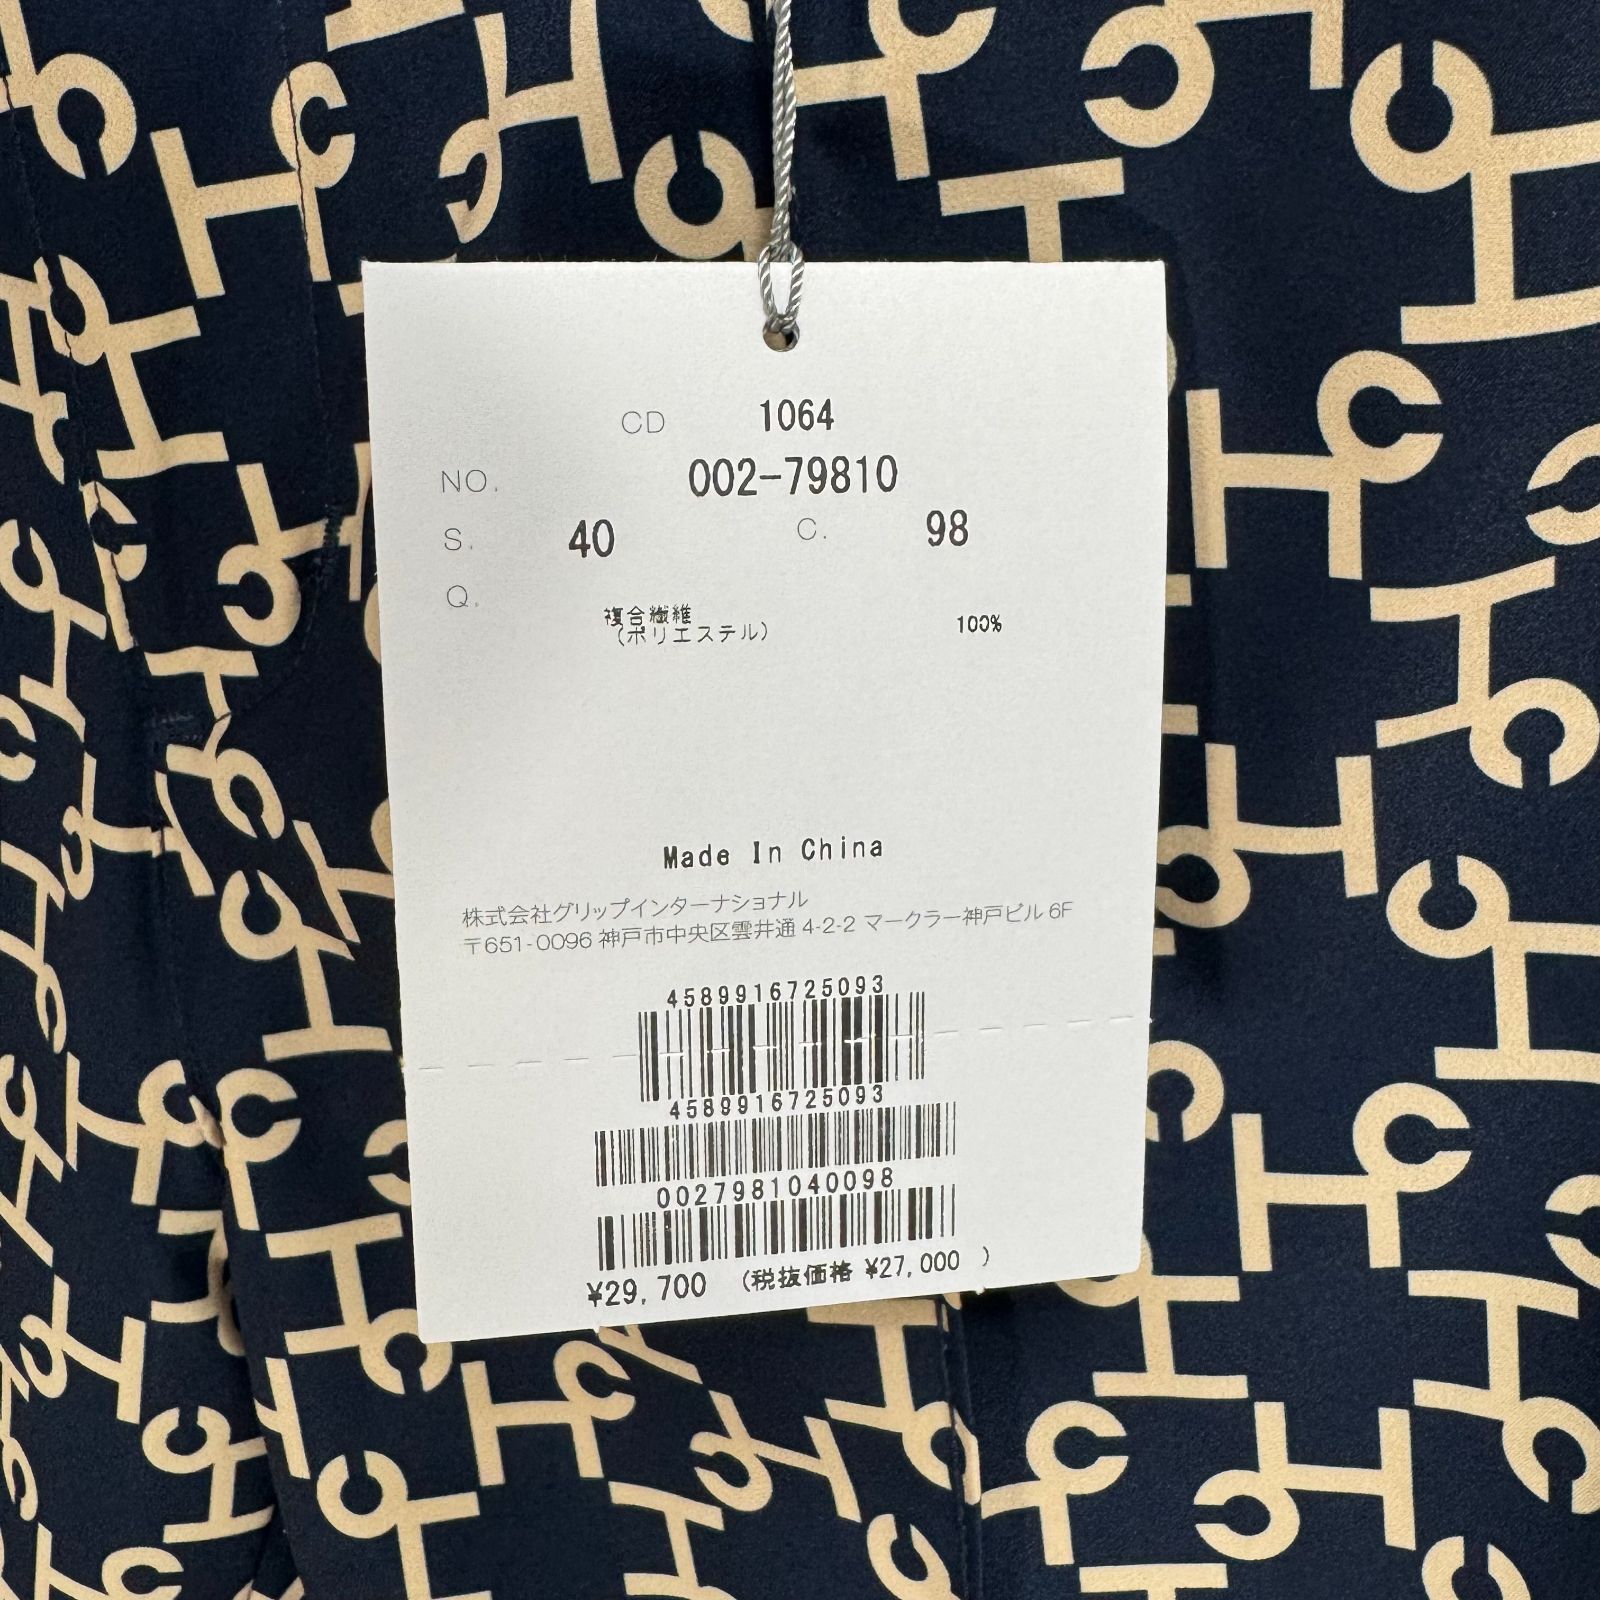 CD 1064
NO. 002-79810
S. 40 C. 98
Q.
複合繊維
(ポリエステル) 100%
Made In China
株式会社グリップインターナショナル
〒651-0096 神戸市中央区雲井通 4-2-2 マークラー神戸ビル 6F
4589916725093
4589916725093
0027981040098
¥29,700 (税抜価格 ¥27,000 )